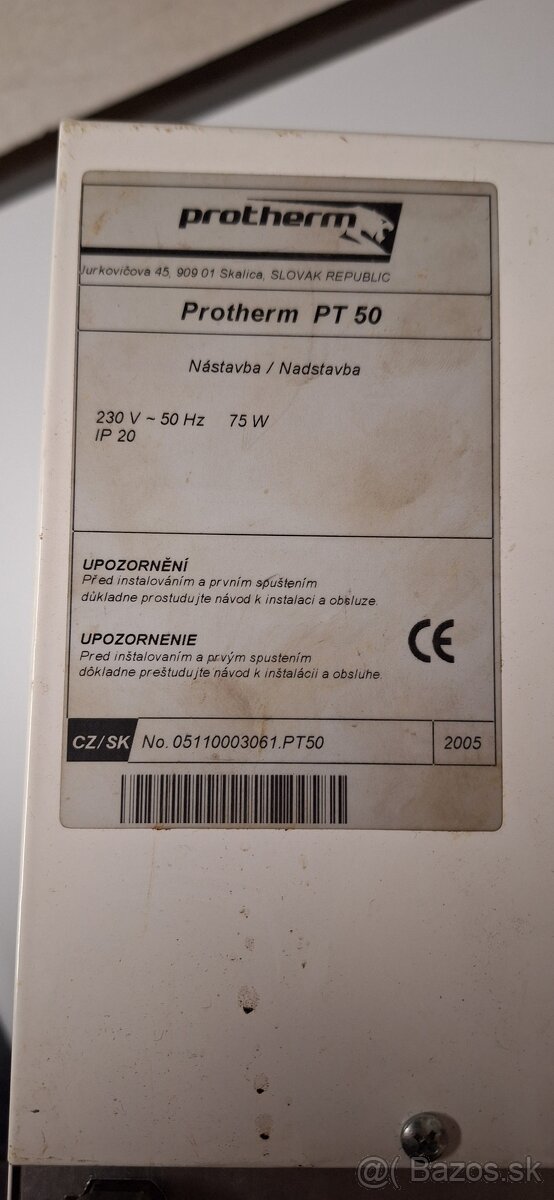 protherm
Jurkovičova 45, 909 01 Skalica, SLOVAK REPUBLIC
Protherm PT 50
Nástavba / Nadstavba
230 V ~ 50 Hz 75 W
IP 20
UPOZORNĚNÍ
Před instalováním a prvním spuštením
důkladne prostudujte návod k instalaci a obsluze.
UPOZORNENIE
Pred inštalovaním a prvým spustením
dôkladne preštudujte návod k inštalácii a obsluhe.
CE
CZ/SK No. 05110003061.PT50 2005
@( Bazos.sk